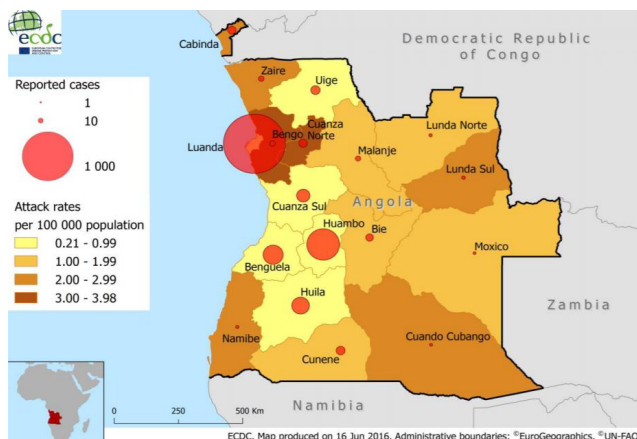 ecdc
Democratic Republic
of Congo
Cabinda
Zaire
Uige
Reported cases
1
10
1 000
Cuanza
Norte
Bengo
Luanda
Malanje
Lunda Norte
Lunda Sul
Attack rates
per 100 000 population
0.21 - 0.99
1.00 - 1.99
2.00 - 2.99
3.00 - 3.98
Angola
Cuanza Sul
Huambo
Bie
Moxico
Benguela
Huila
Zambia
Namibe
Cuando Cubango
Cunene
0
250
500 Km
Namibia
ECDC. Map produced on 16 Jun 2016. Administrative boundaries: ©EuroGeographics, ©UN-FAO